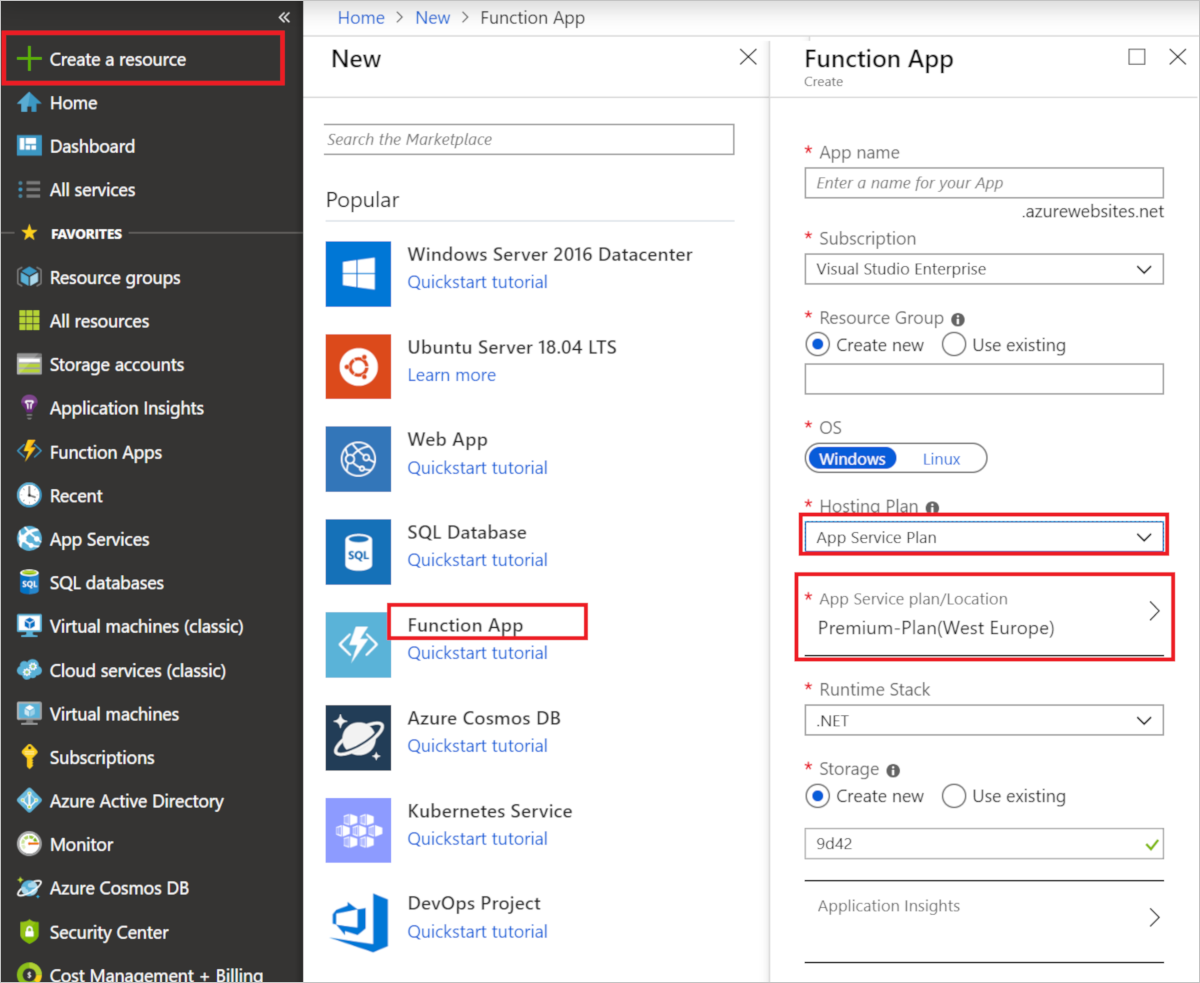 «
Create a resource
Home
Dashboard
All services
FAVORITES
Resource groups
All resources
Storage accounts
Application Insights
Function Apps
Recent
App Services
SQL
SQL databases
Virtual machines (classic)
Cloud services (classic)
Virtual machines
Subscriptions
Azure Active Directory
Monitor
Azure Cosmos DB
Security Center
$
Cost Management + Billing
Home > New > Function App
New
Search the Marketplace
Popular
Windows Server 2016 Datacenter
Quickstart tutorial
Ubuntu Server 18.04 LTS
Learn more
Web App
Quickstart tutorial
SQL
SQL Database
Quickstart tutorial
Function App
Quickstart tutorial
Azure Cosmos DB
Quickstart tutorial
Kubernetes Service
Quickstart tutorial
DevOps Project
Quickstart tutorial
Function App
Create
* App name
Enter a name for your App
.azurewebsites.net
* Subscription
Visual Studio Enterprise
* Resource Group
Create new Use existing
* OS
Windows Linux
* Hosting Plan
App Service Plan
* App Service plan/Location
Premium-Plan(West Europe)
* Runtime Stack
.NET
* Storage
Create new Use existing
9d42
Application Insights